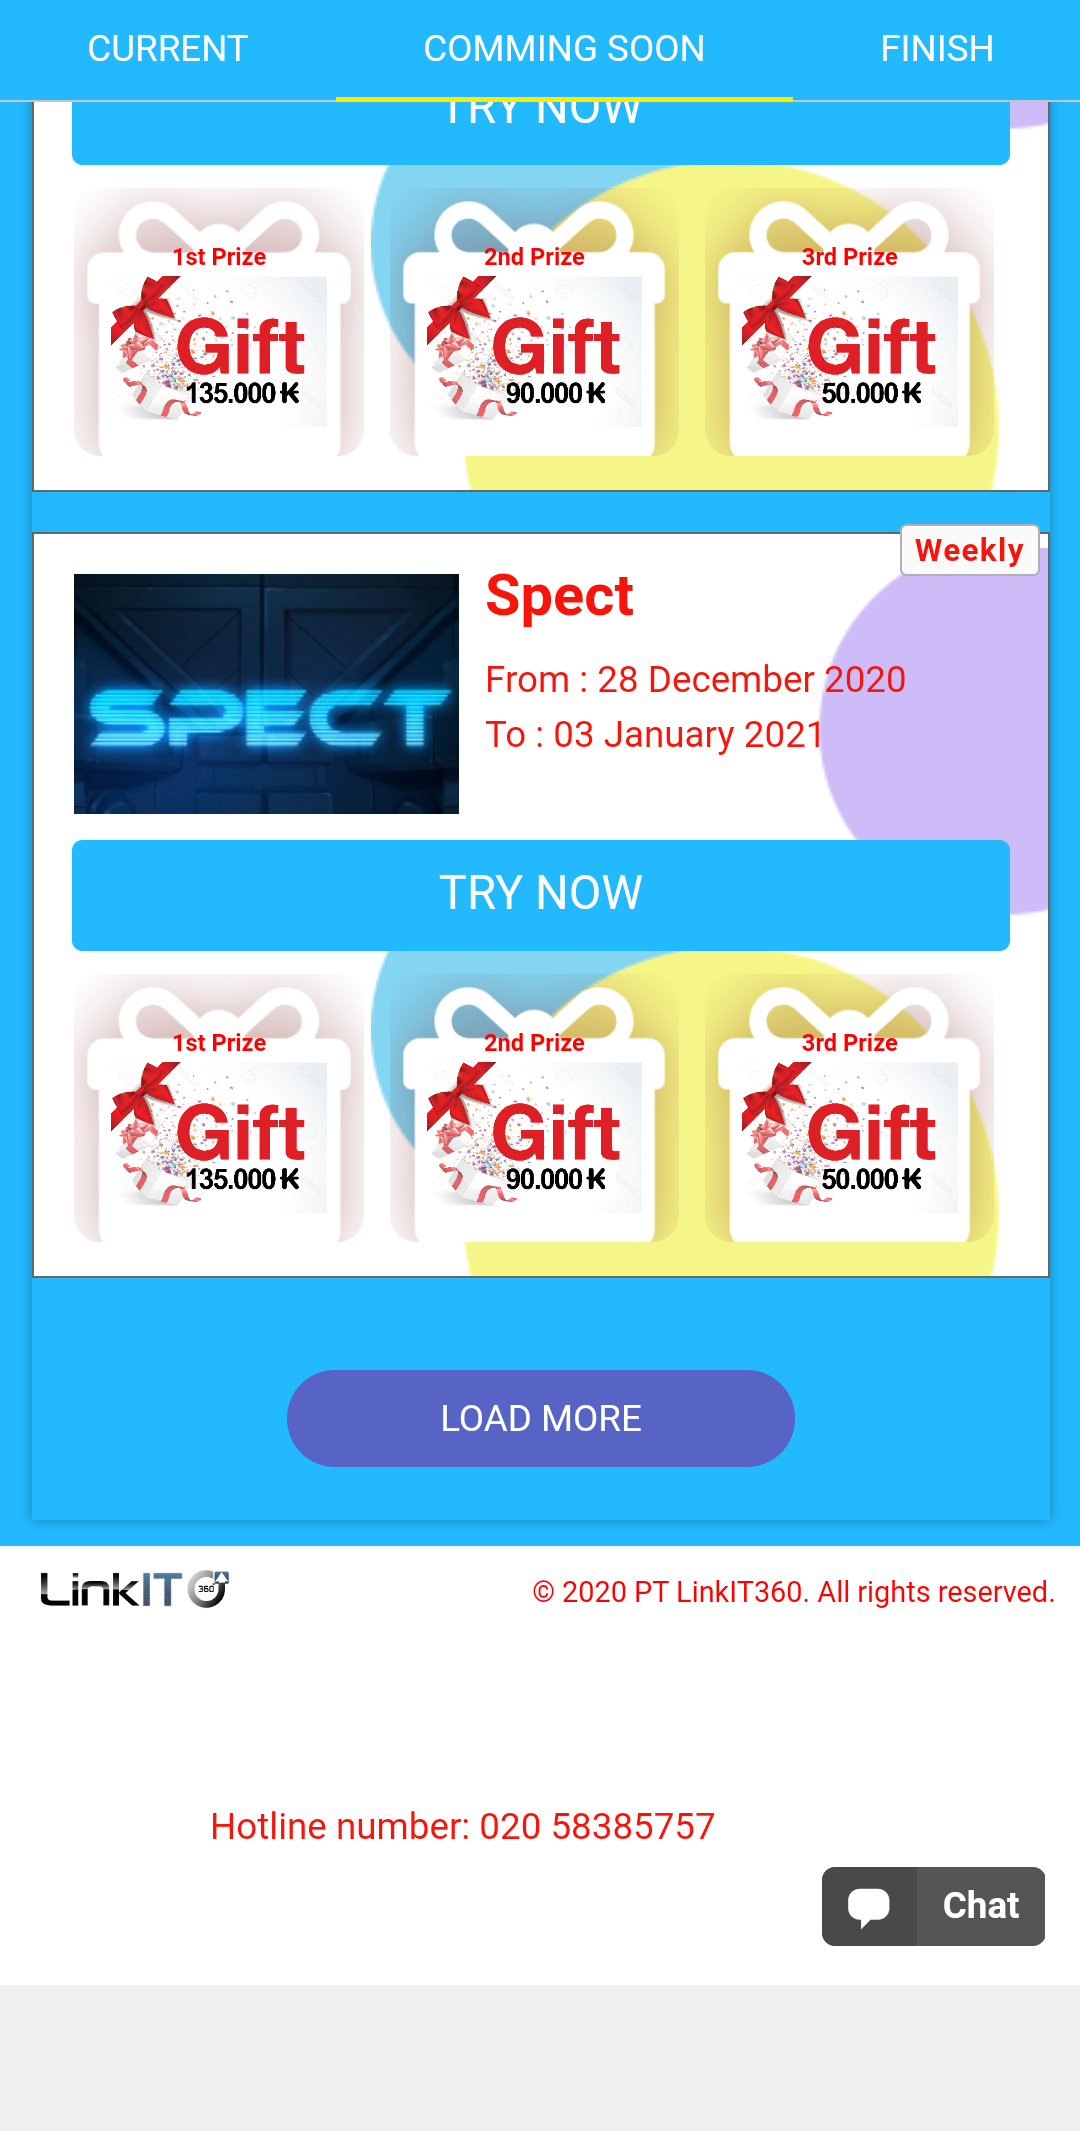 CURRENT
COMMING SOON
FINISH
TRY NOW
1st Prize
2nd Prize
3rd Prize
Gift
135.000 ₭
Gift
90.000 ₭
Gift
50.000 ₭
Weekly
SPECT
Spect
From : 28 December 2020
To : 03 January 2021
TRY NOW
1st Prize
2nd Prize
3rd Prize
Gift
135.000 ₭
Gift
90.000 ₭
Gift
50.000 ₭
LOAD MORE
LinkIT 360
© 2020 PT LinkIT360. All rights reserved.
Hotline number: 020 58385757
Chat